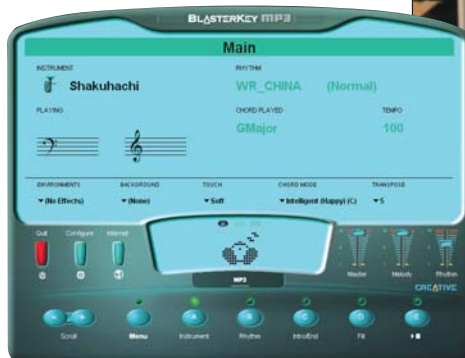 BLASTERKEY MP3
Main
INSTRUMENT RHYTHM
Shakuhachi WR_CHINA (Normal)
PLAYING CHORD PLAYED TEMPO
GMajor 100
ENVIRONMENTS BACKGROUND TOUCH CHORD MODE TRANSPOSE
(No Effects) (None) Soft Intelligent (Happy) (C) 5
Quit Configure Internet
MP3
Master Melody Rhythm
CREATIVE
A B C D E
Scroll Menu Instrument Rhythm Intro/End Fill